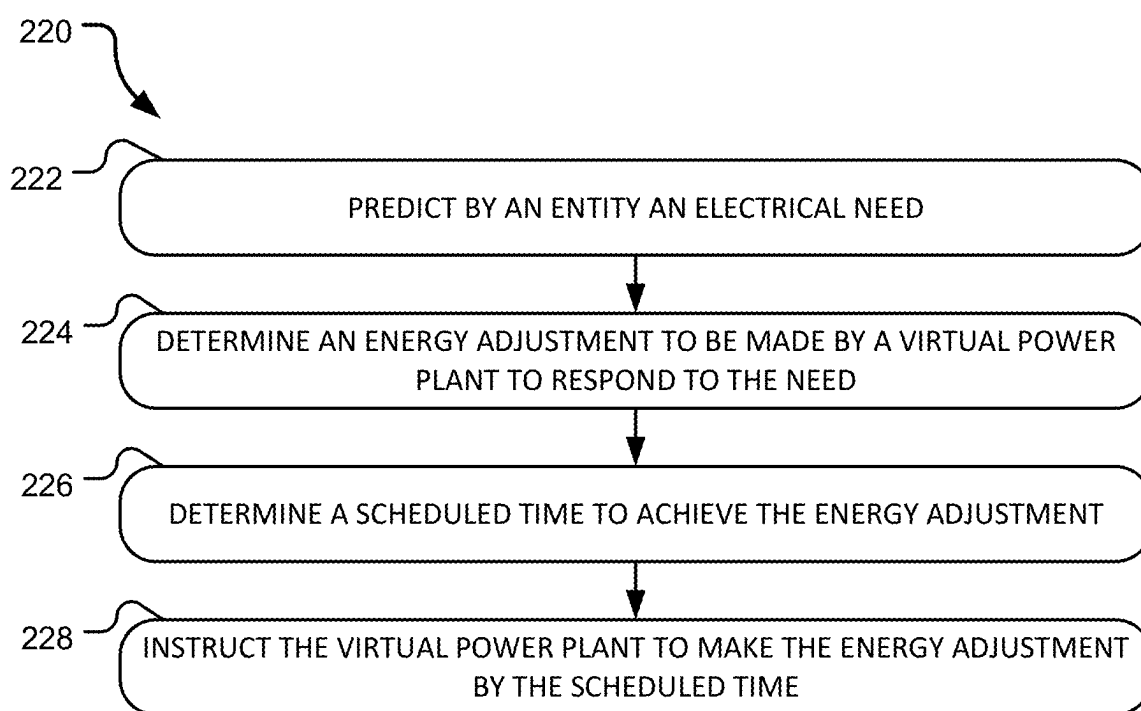 220
222
PREDICT BY AN ENTITY AN ELECTRICAL NEED
224
DETERMINE AN ENERGY ADJUSTMENT TO BE MADE BY A VIRTUAL POWER
PLANT TO RESPOND TO THE NEED
226
DETERMINE A SCHEDULED TIME TO ACHIEVE THE ENERGY ADJUSTMENT
228
INSTRUCT THE VIRTUAL POWER PLANT TO MAKE THE ENERGY ADJUSTMENT
BY THE SCHEDULED TIME